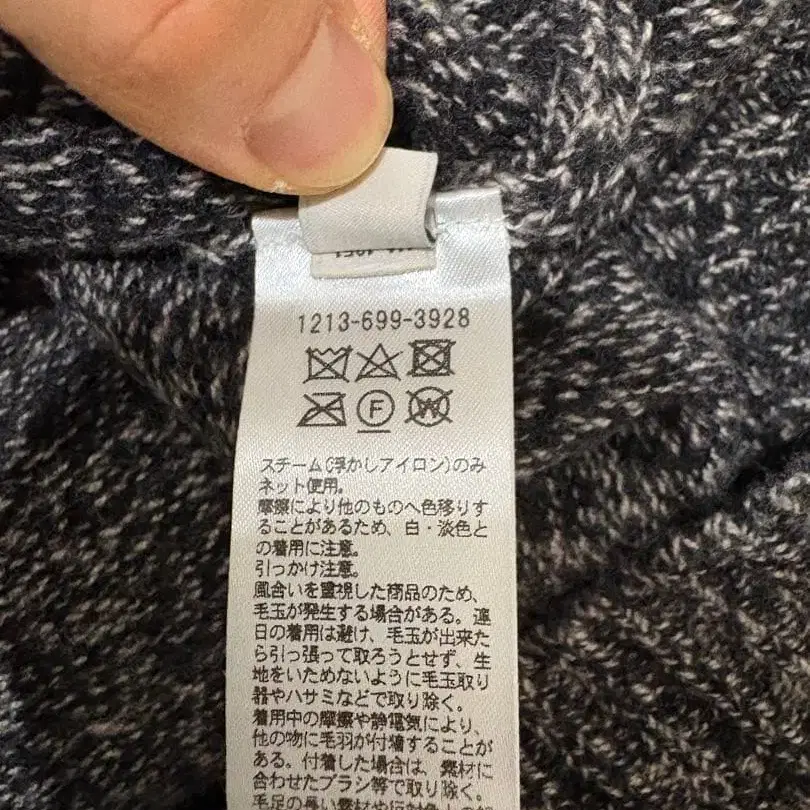 1213-699-3928
F W
スチーム(浮かしアイロン)のみ
ネット使用。
摩擦により他のものへ色移りす
ることがあるため、白・淡色と
の着用に注意。
引っかけ注意。
風合いを重視した商品のため、
毛玉が発生する場合がある。連
日の着用は避け、毛玉が出来た
ら引っ張って取ろうとせず、生
地をいためないように毛玉取り
器やハサミなどで取り除く。
着用中の摩擦や静電気により、
他の物に毛羽が付着することが
ある。付着した場合は、素材に
合わせたブラシ等で取り除く。
毛足の長い素材や